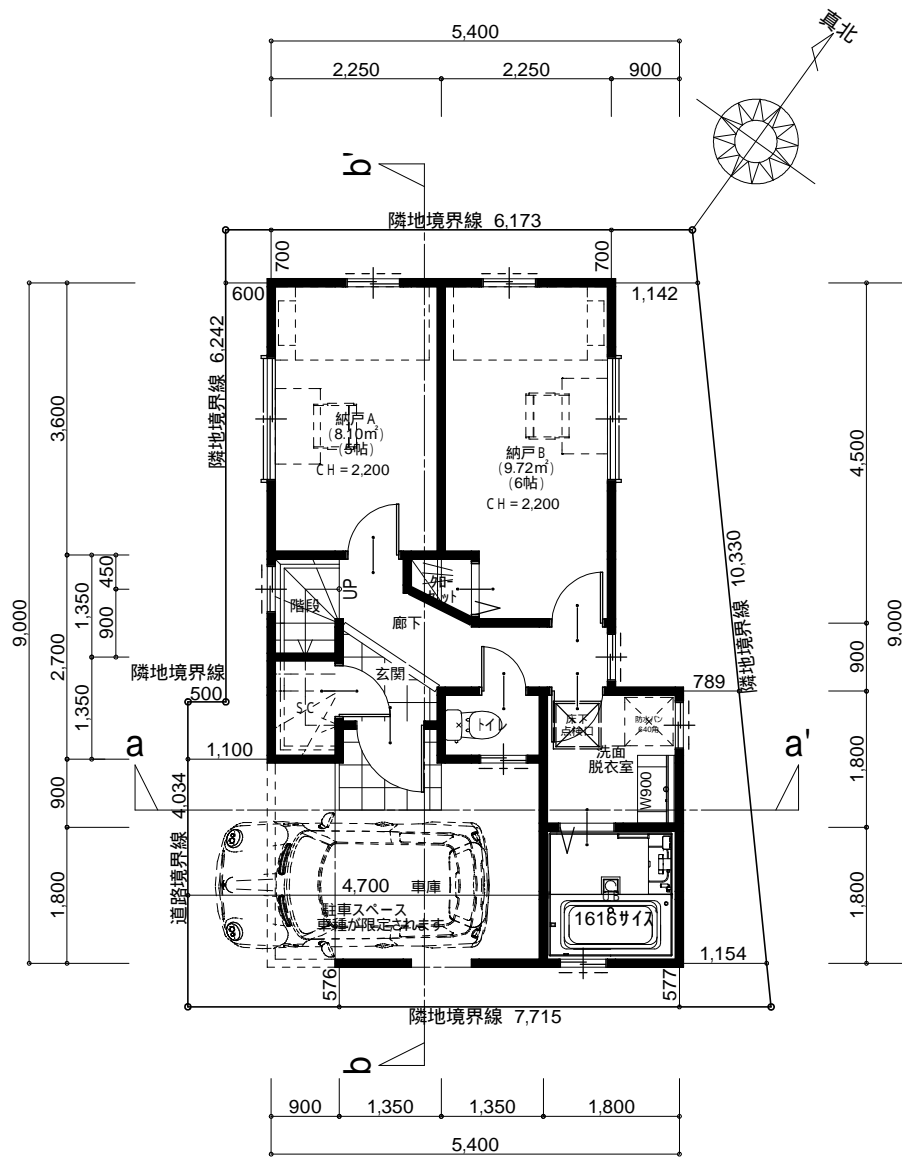 真北
5,400
2,250
2,250
900
b'
隣地境界線 6,173
700
700
600
1,142
隣地境界線 6,242
3,600
4,500
納戸A
(8.10㎡)
(5帖)
CH=2,200
納戸B
(9.72㎡)
(6帖)
CH=2,200
隣地境界線 10,330
9,000
2,700
1,350
1,350
450
900
UP
階段
クロー
ゼット
廊下
9,000
900
隣地境界線
500
玄関
S.C
トイレ
床下
点検口
防水パン
640角
789
洗面
脱衣室
W900
1,800
a
a'
1,100
900
道路境界線 4,034
4,700
車庫
駐車スペース
車種が限定されます
1616サイズ
1,800
1,800
576
577
1,154
隣地境界線 7,715
b
900
1,350
1,350
1,800
5,400